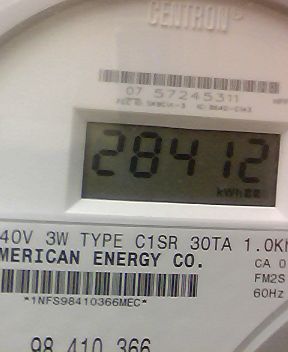 CENTRON®
07 57245311
28412
kWh
40V 3W TYPE C1SR 30TA 1.0K
MERICAN ENERGY CO.
CA 0
FM2S
60Hz
*1NFS98410366MEC*
98 410 366